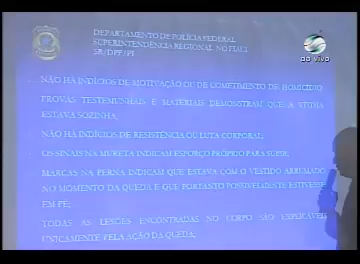 DEPARTAMENTO DE POLÍCIA FEDERAL
SUPERINTENDÊNCIA REGIONAL NO PIAUÍ
SR/DPF/PI
AO VIVO
NÃO HÁ INDÍCIOS DE MOTIVAÇÃO OU DE COMETIMENTO DE HOMICÍDIO
PROVAS TESTEMUNHAIS E MATERIAIS DEMONSTRAM QUE A VÍTIMA
ESTAVA SOZINHA;
NÃO HÁ INDÍGIOS DE RESISTÊNCIA OU LUTA CORPORAL;
OS SINAIS NA MURETA INDICAM ESFORÇO PRÓPRIO PARA SUBIR;
MARCAS NA PERNA INDICAM QUE ESTAVA COM O VESTIDO ARRUMADO
NO MOMENTO DA QUEDA E QUE PORTANTO POSSIVELMENTE ESTIVESSE
EM PÉ;
TODAS AS LESÕES ENCONTRADAS NO CORPO SÃO EXPLICÁVEIS
UNICAMENTE PELA AÇÃO DA QUEDA;